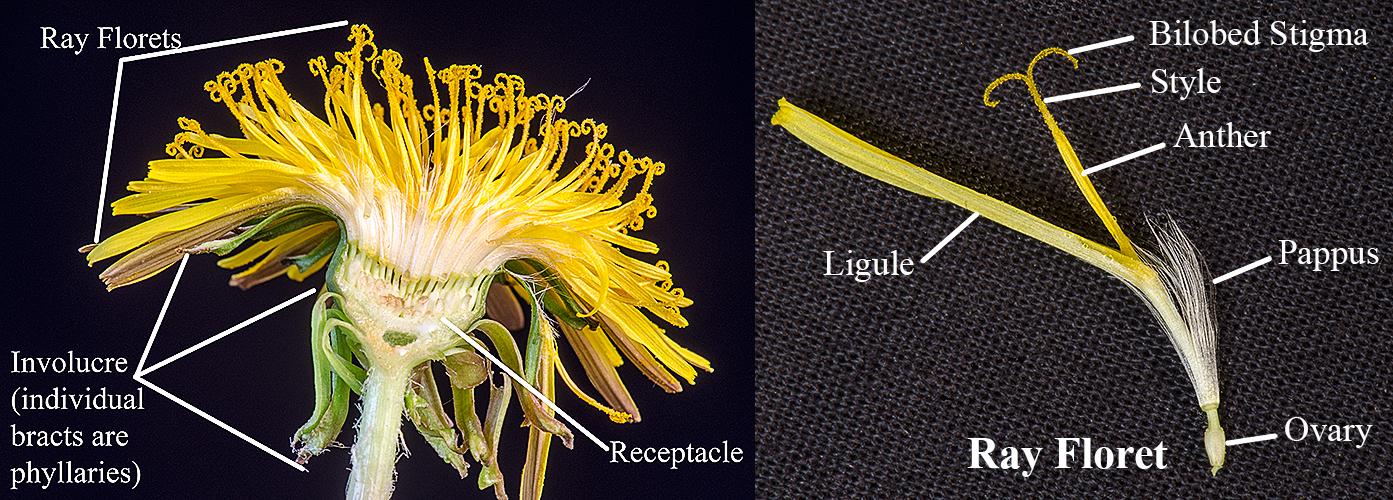 Ray Florets
Involucre
(individual
bracts are
phyllaries)
Receptacle
Bilobed Stigma
Style
Anther
Ligule
Pappus
Ovary
Ray Floret